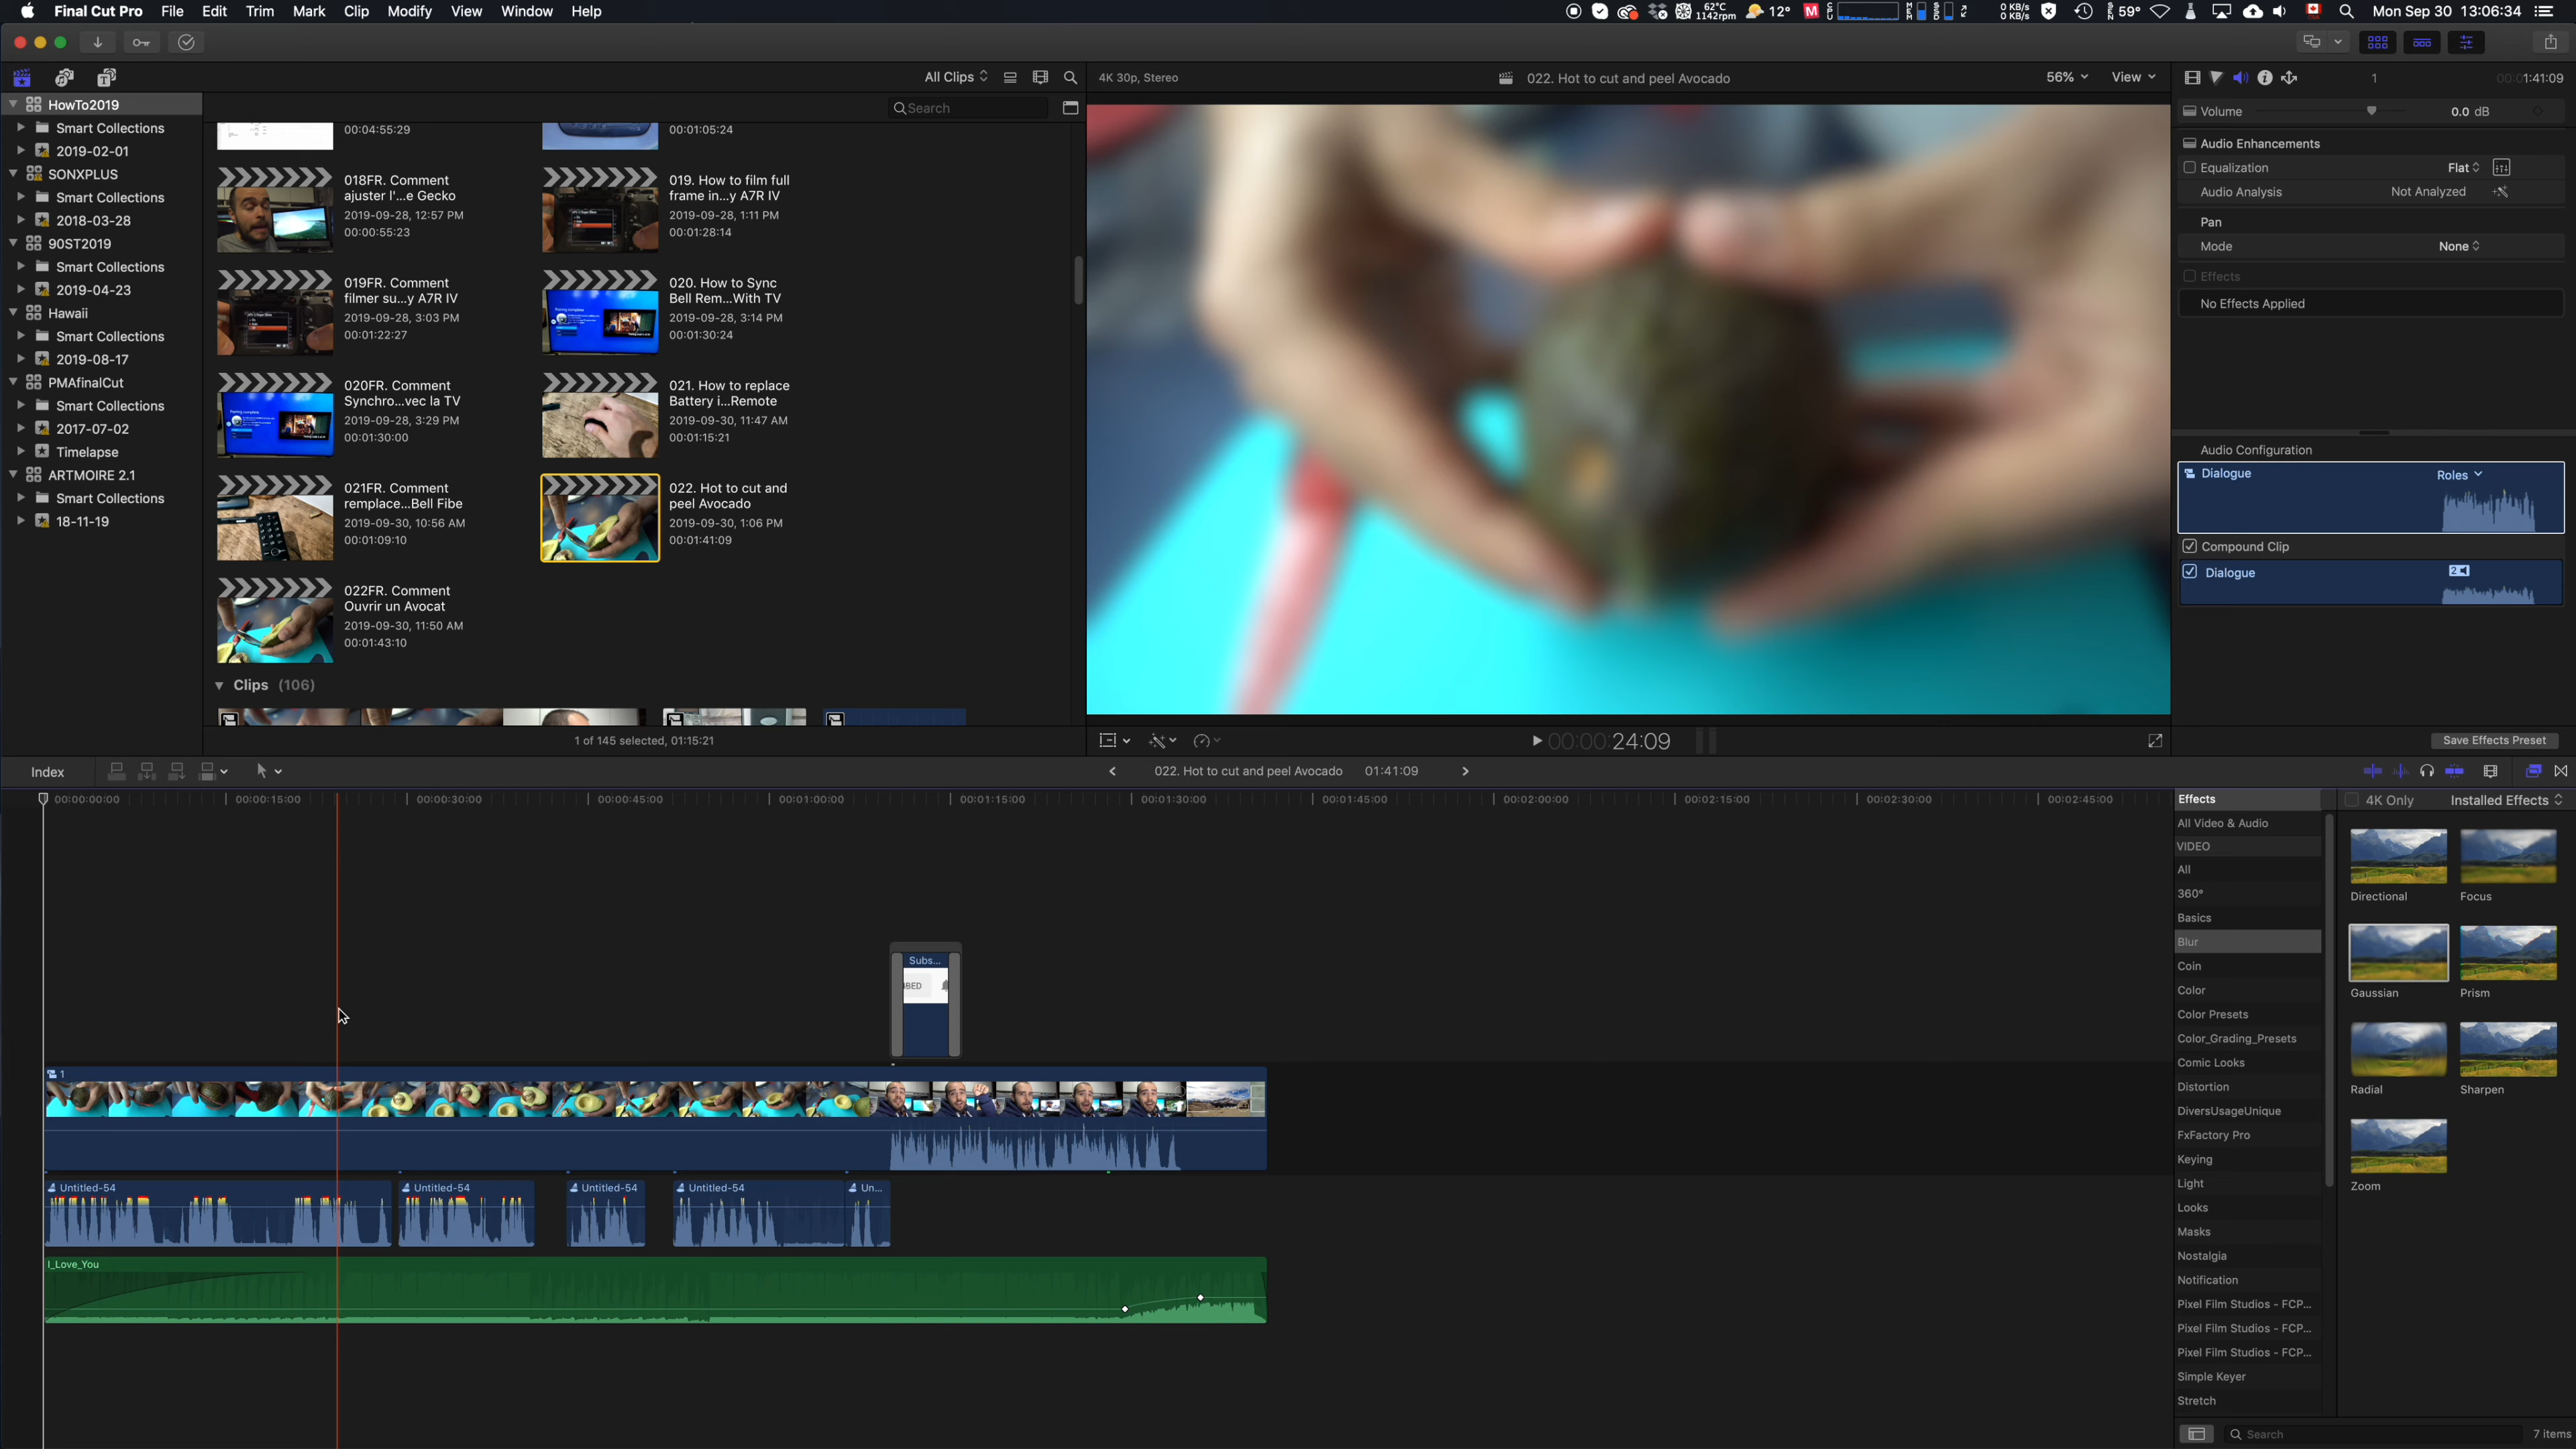 Final Cut Pro File Edit Trim Mark Clip Modify View Window Help
62°C 1142rpm 12° 0 KB/s 0 KB/s 59° Mon Sep 30 13:06:34
All Clips
4K 30p, Stereo
022. Hot to cut and peel Avocado
56% View
1 00:01:41:09
Search
HowTo2019
Smart Collections
2019-02-01
SONXPLUS
Smart Collections
2018-03-28
90ST2019
Smart Collections
2019-04-23
Hawaii
Smart Collections
2019-08-17
PMAfinalCut
Smart Collections
2017-07-02
Timelapse
ARTMOIRE 2.1
Smart Collections
18-11-19
00:04:55:29
00:01:05:24
018FR. Comment
ajuster l'...e Gecko
2019-09-28, 12:57 PM
00:00:55:23
019. How to film full
frame in...y A7R IV
2019-09-28, 1:11 PM
00:01:28:14
019FR. Comment
filmer su...y A7R IV
2019-09-28, 3:03 PM
00:01:22:27
020. How to Sync
Bell Rem...With TV
2019-09-28, 3:14 PM
00:01:30:24
020FR. Comment
Synchro...vec la TV
2019-09-28, 3:29 PM
00:01:30:00
021. How to replace
Battery i...Remote
2019-09-30, 11:47 AM
00:01:15:21
021FR. Comment
remplace...Bell Fibe
2019-09-30, 10:56 AM
00:01:09:10
022. Hot to cut and
peel Avocado
2019-09-30, 1:06 PM
00:01:41:09
022FR. Comment
Ouvrir un Avocat
2019-09-30, 11:50 AM
00:01:43:10
Clips (106)
1 of 145 selected, 01:15:21
00:00:24:09
Volume 0.0 dB
Audio Enhancements
Equalization Flat
Audio Analysis Not Analyzed
Pan
Mode None
Effects
No Effects Applied
Audio Configuration
Dialogue Roles
Compound Clip
Dialogue 2
Save Effects Preset
Index
022. Hot to cut and peel Avocado 01:41:09
00:00:00:00 00:00:15:00 00:00:30:00 00:00:45:00 00:01:00:00 00:01:15:00 00:01:30:00 00:01:45:00 00:02:00:00 00:02:15:00 00:02:30:00 00:02:45:00
Subs...
IBED
1
Untitled-54 Untitled-54 Untitled-54 Untitled-54 Un...
I_Love_You
Effects
4K Only Installed Effects
All Video & Audio
VIDEO
All
360°
Basics
Blur
Coin
Color
Color Presets
Color_Grading_Presets
Comic Looks
Distortion
DiversUsageUnique
FxFactory Pro
Keying
Light
Looks
Masks
Nostalgia
Notification
Pixel Film Studios - FCP...
Pixel Film Studios - FCP...
Pixel Film Studios - FCP...
Simple Keyer
Stretch
Directional Focus
Gaussian Prism
Radial Sharpen
Zoom
Search 7 items